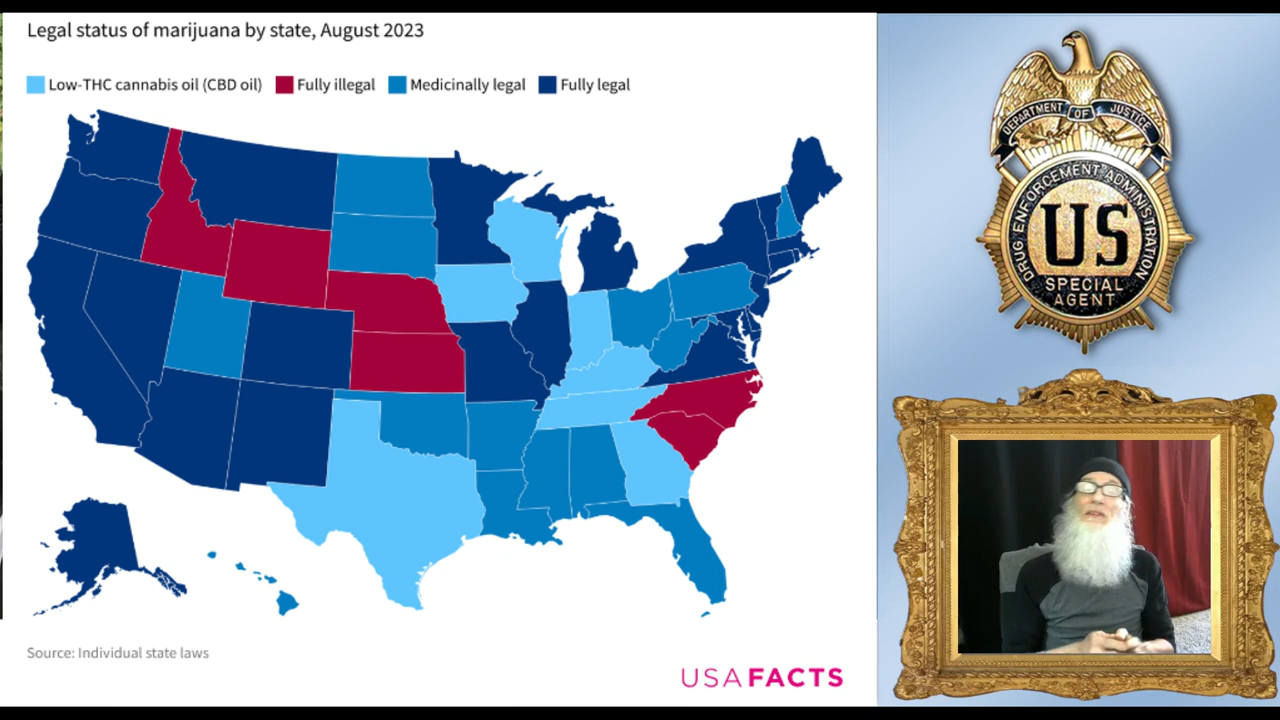 Legal status of marijuana by state, August 2023
Low-THC cannabis oil (CBD oil) Fully illegal Medicinally legal Fully legal
Source: Individual state laws
USAFACTS
DEPARTMENT OF JUSTICE
DRUG ENFORCEMENT ADMINISTRATION
US
SPECIAL
AGENT